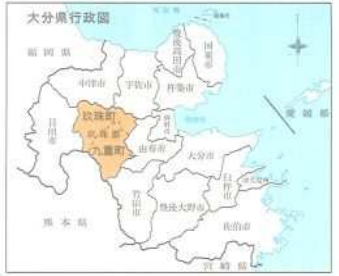 大分県行政図
福岡県
豊後高田市
国東市
中津市
宇佐市
杵築市
玖珠町
玖珠郡
九重町
日田市
別府市
由布市
大分市
愛媛県
臼杵市
津久見市
竹田市
豊後大野市
佐伯市
熊本県
宮崎県